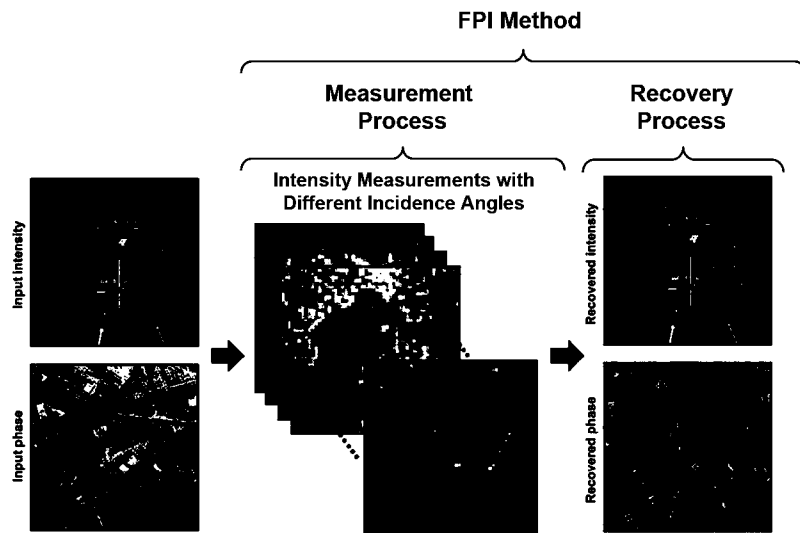 FPI Method
Measurement
Process
Recovery
Process
Intensity Measurements with
Different Incidence Angles
Input intensity
Input phase
Recovered intensity
Recovered phase